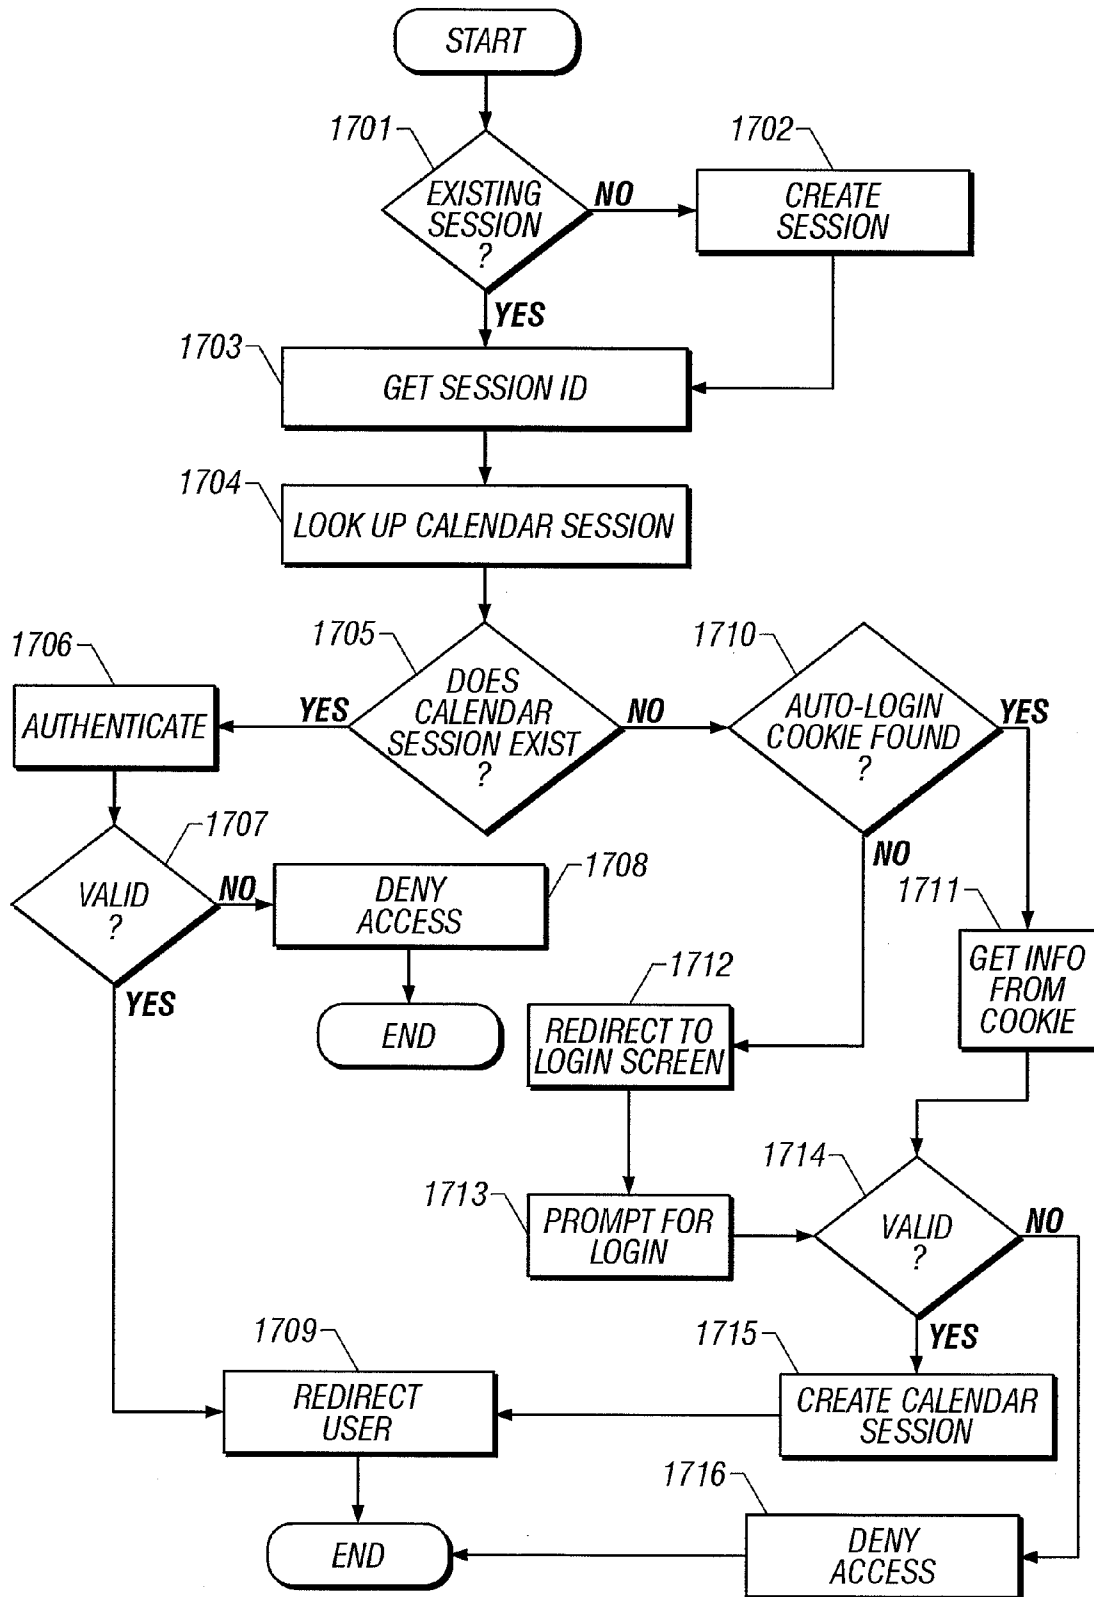 START
1701
1702
EXISTING
SESSION
?
NO
CREATE
SESSION
YES
1703
GET SESSION ID
1704
LOOK UP CALENDAR SESSION
1705
1710
1706
AUTHENTICATE
YES
DOES
CALENDAR
SESSION EXIST
?
NO
AUTO-LOGIN
COOKIE FOUND
?
YES
NO
1707
VALID
?
NO
1708
DENY
ACCESS
YES
END
1711
GET INFO
FROM
COOKIE
1712
REDIRECT TO
LOGIN SCREEN
1713
PROMPT FOR
LOGIN
1714
VALID
?
NO
YES
1709
REDIRECT
USER
1715
CREATE CALENDAR
SESSION
1716
DENY
ACCESS
END